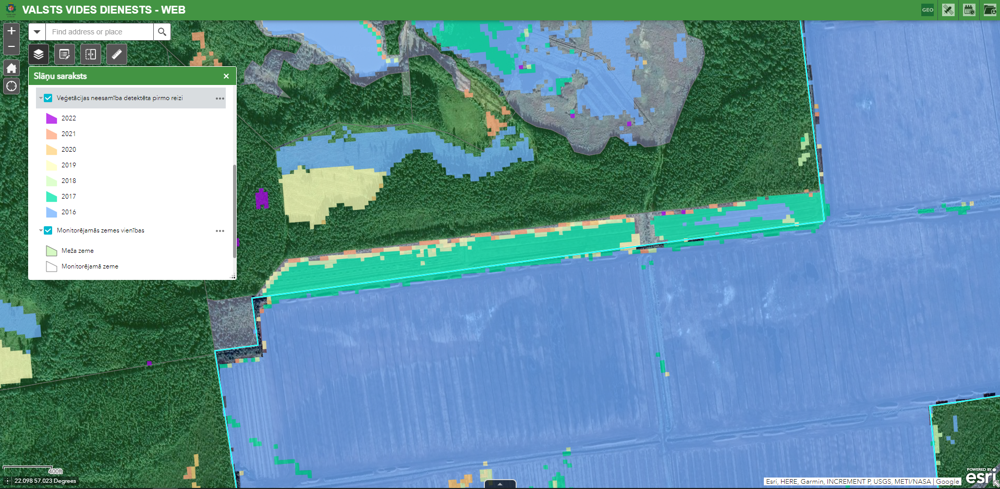 VALSTS VIDES DIENESTS - WEB
GEO
Find address or place
Slāņu saraksts
Veģetācijas neesamība detektēta pirmo reizi
2022
2021
2020
2019
2018
2017
2016
Monitorējamās zemes vienības
Meža zeme
Monitorējamā zeme
400ft
22.098 57.023 Degrees
Esri, HERE, Garmin, INCREMENT P, USGS, METI/NASA | Google
POWERED BY
esri